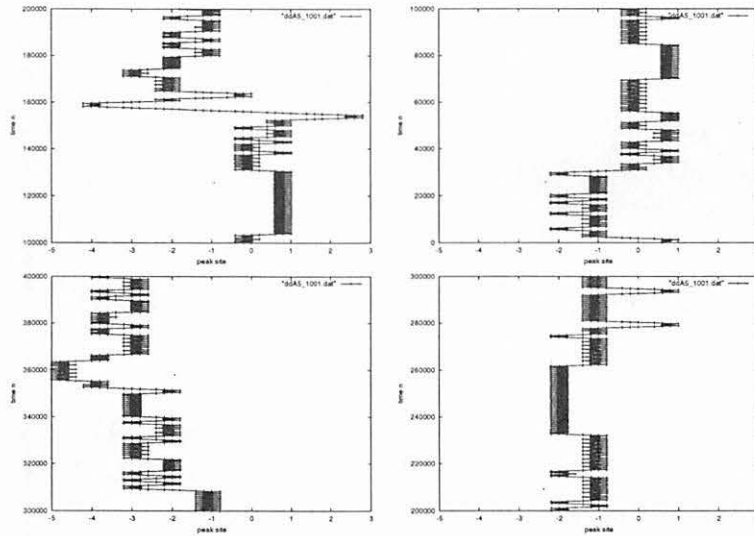 200000
180000
160000
140000
120000
100000
time n
-5 -4 -3 -2 -1 0 1 2 3
peak site
"ddAS_1001.dat"
100000
80000
60000
40000
20000
0
time n
-5 -4 -3 -2 -1 0 1 2
peak site
"ddAS_1001.dat"
400000
380000
360000
340000
320000
300000
time n
-5 -4 -3 -2 -1 0 1 2 3
peak site
"ddAS_1001.dat"
300000
280000
260000
240000
220000
200000
time n
-5 -4 -3 -2 -1 0 1 2
peak site
"ddAS_1001.dat"